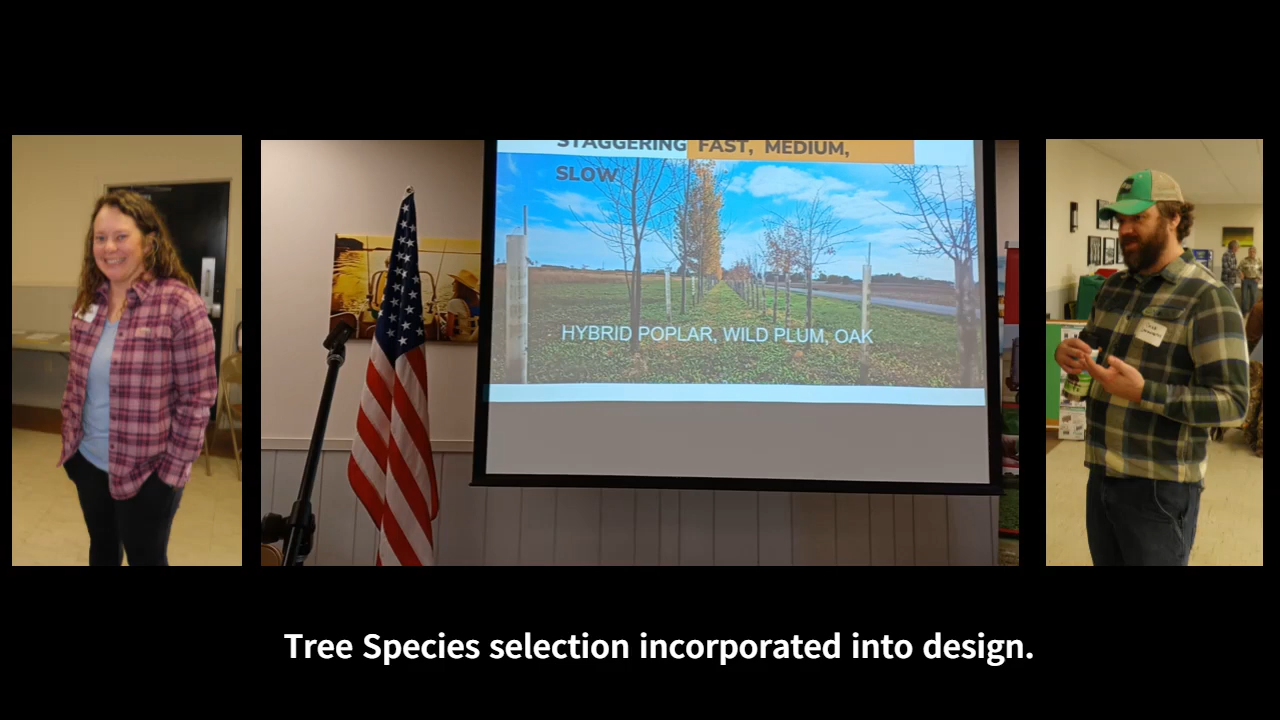 STAGGERING FAST, MEDIUM,
SLOW
HYBRID POPLAR, WILD PLUM, OAK
Tree Species selection incorporated into design.